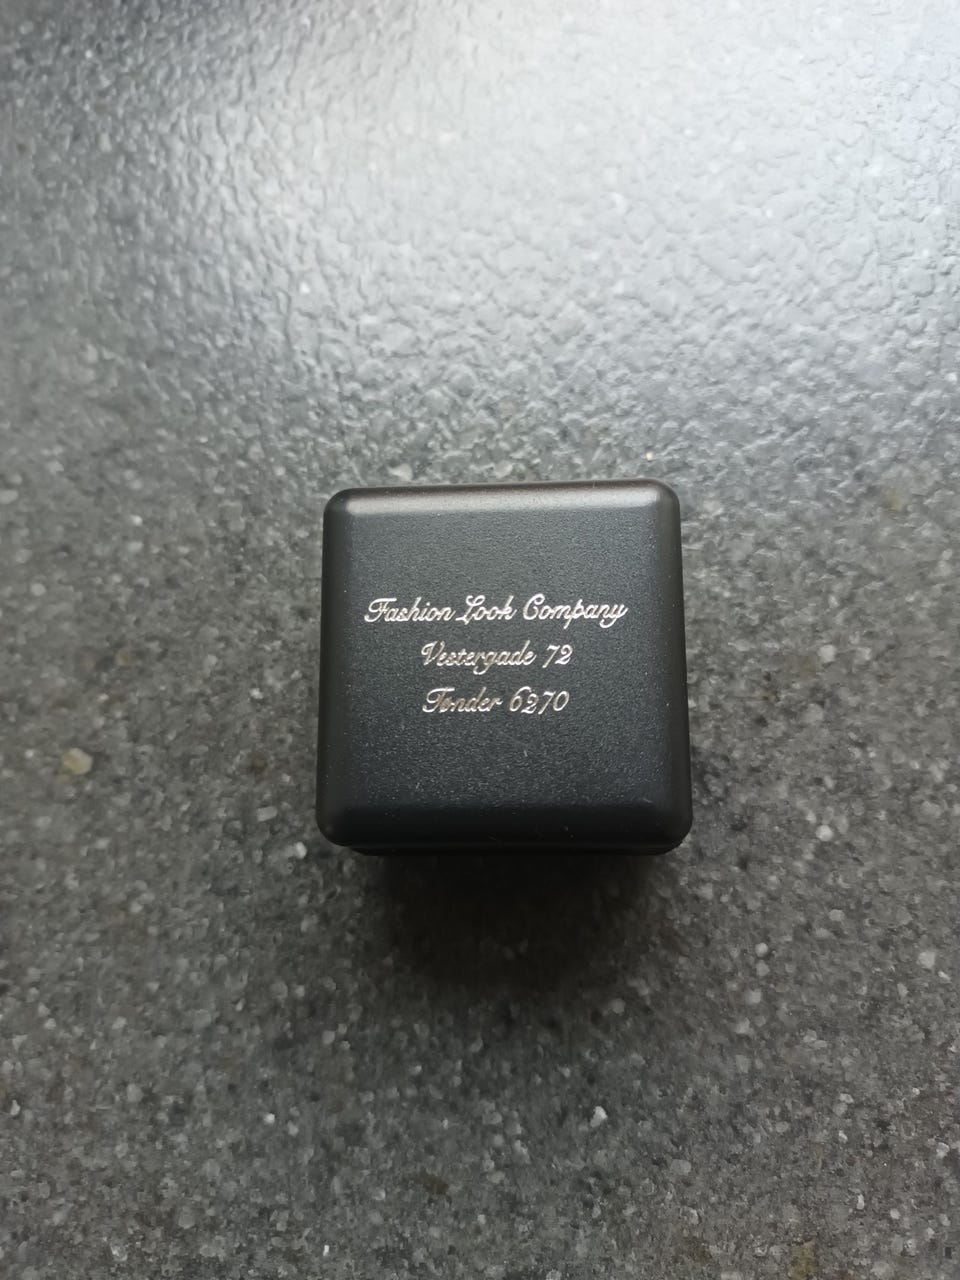 Fashion Look Company
Vestergade 72
Tønder 6270